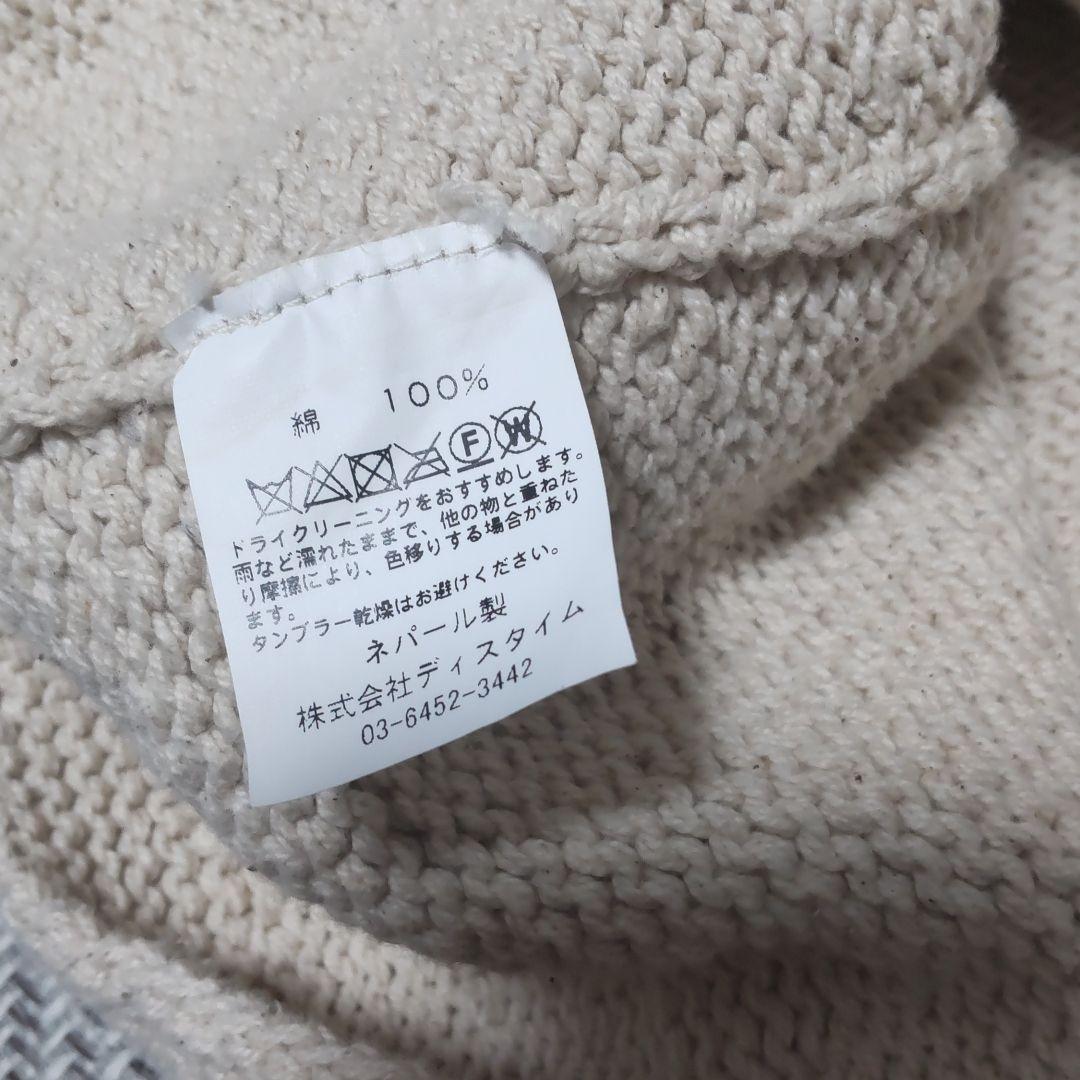 綿 100%
F W
ドライクリーニングをおすすめします。
雨など濡れたままで、他の物と重ねた
り摩擦により、色移りする場合があり
ます。
タンブラー乾燥はお避けください。
ネパール製
株式会社ディスタイム
03-6452-3442